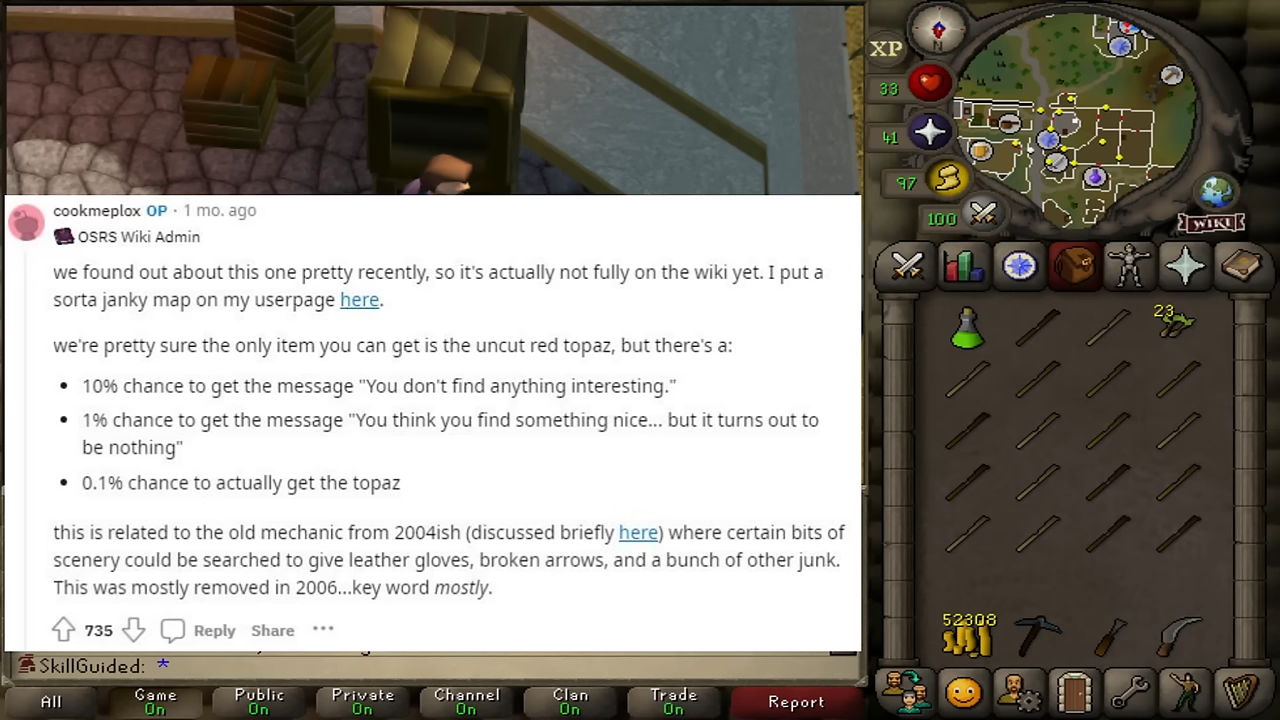 XP
N
33
41
97
100
WIKI
cookmeplox OP · 1 mo. ago
OSRS Wiki Admin
we found out about this one pretty recently, so it's actually not fully on the wiki yet. I put a
sorta janky map on my userpage here.
we're pretty sure the only item you can get is the uncut red topaz, but there's a:
• 10% chance to get the message "You don't find anything interesting."
• 1% chance to get the message "You think you find something nice... but it turns out to
be nothing"
• 0.1% chance to actually get the topaz
this is related to the old mechanic from 2004ish (discussed briefly here) where certain bits of
scenery could be searched to give leather gloves, broken arrows, and a bunch of other junk.
This was mostly removed in 2006...key word mostly.
735 Reply Share ...
23
52308
SkillGuided: *
All
Game
On
Public
On
Private
On
Channel
On
Clan
On
Trade
On
Report